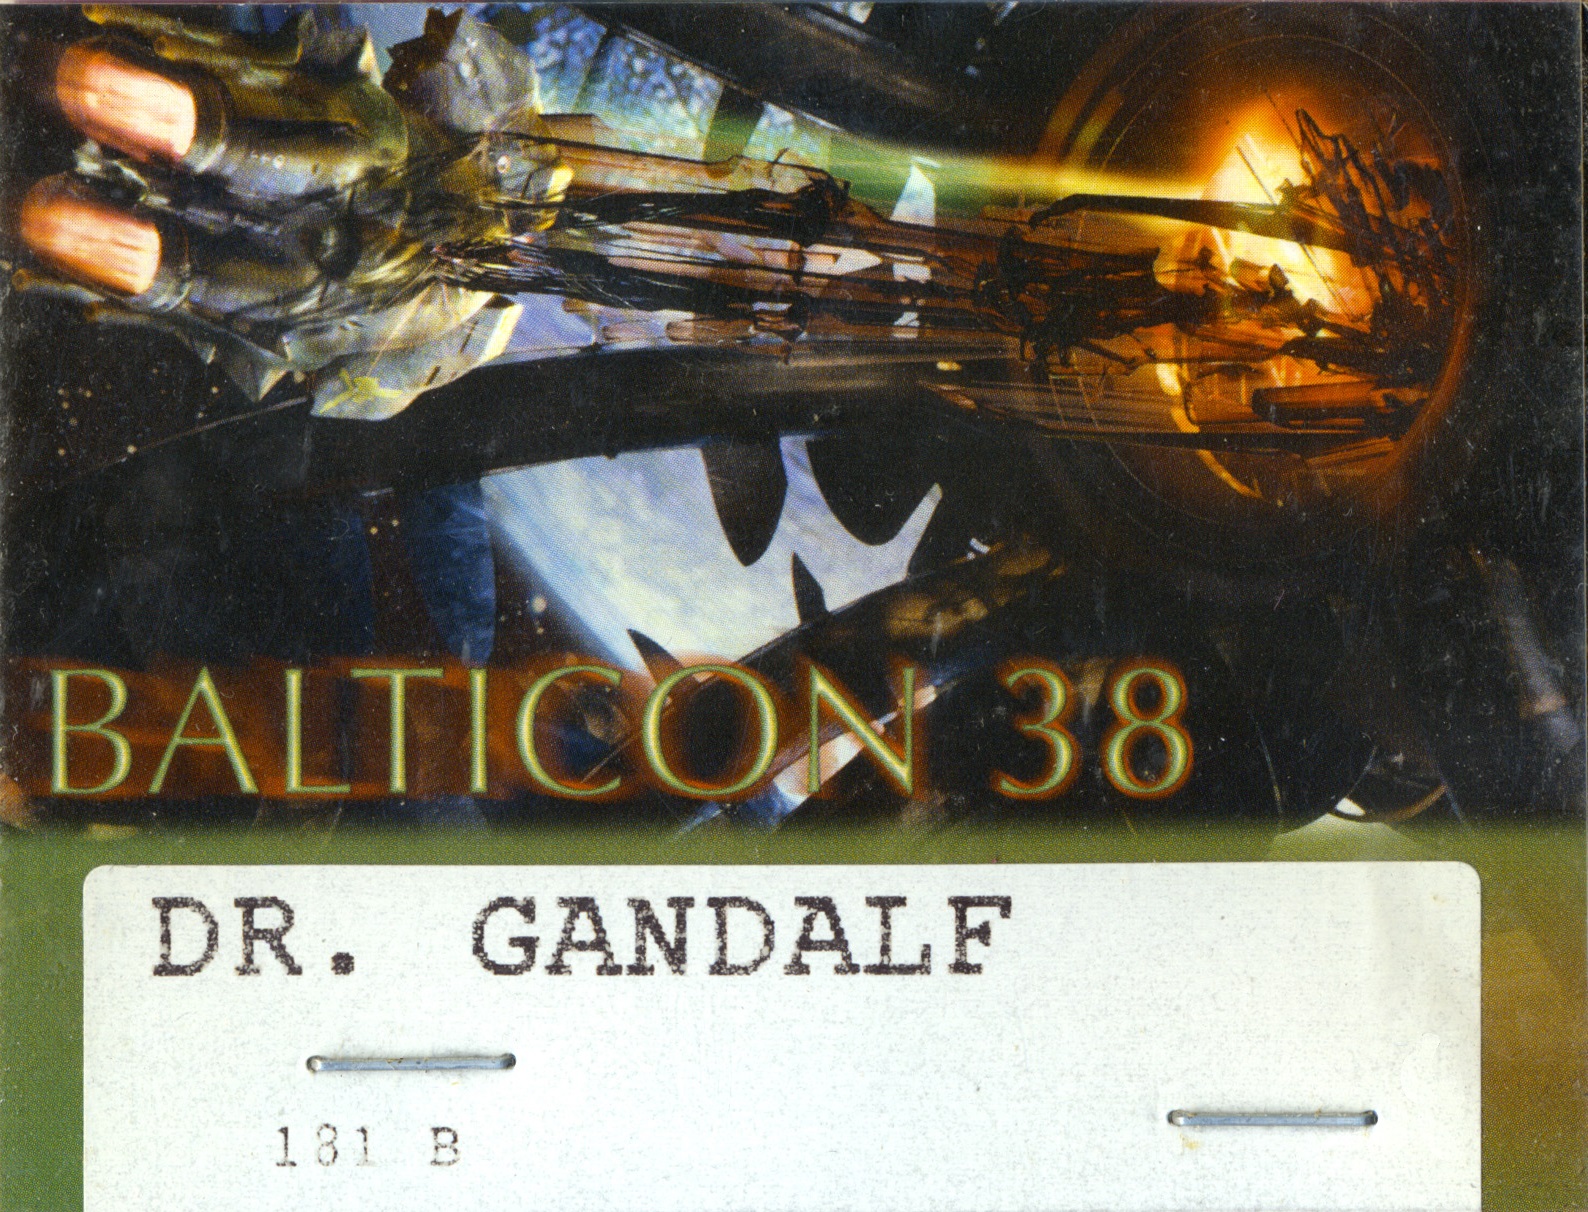 BALTICON 38
DR. GANDALF
181 B